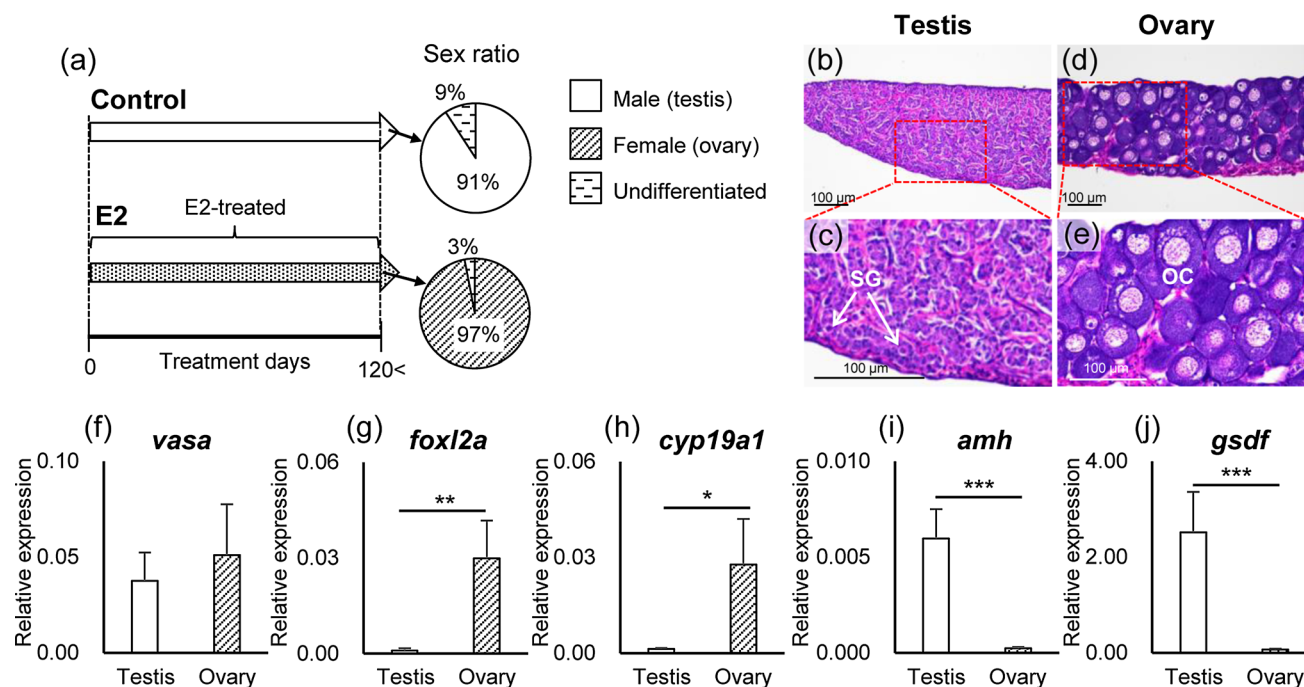 Testis
Ovary
(a)
Sex ratio
Control
9%
91%
Male (testis)
Female (ovary)
Undifferentiated
E2
E2-treated
3%
97%
0
Treatment days
120<
(b)
100 µm
(c)
SG
100 µm
(d)
100 µm
(e)
OC
100 µm
(f)
vasa
Relative expression
0.10
0.05
0.00
Testis Ovary
(g)
foxl2a
Relative expression
0.06
0.03
0.00
**
Testis Ovary
(h)
cyp19a1
Relative expression
0.06
0.03
0.00
*
Testis Ovary
(i)
amh
Relative expression
0.010
0.005
0.000
***
Testis Ovary
(j)
gsdf
Relative expression
4.00
2.00
0.00
***
Testis Ovary